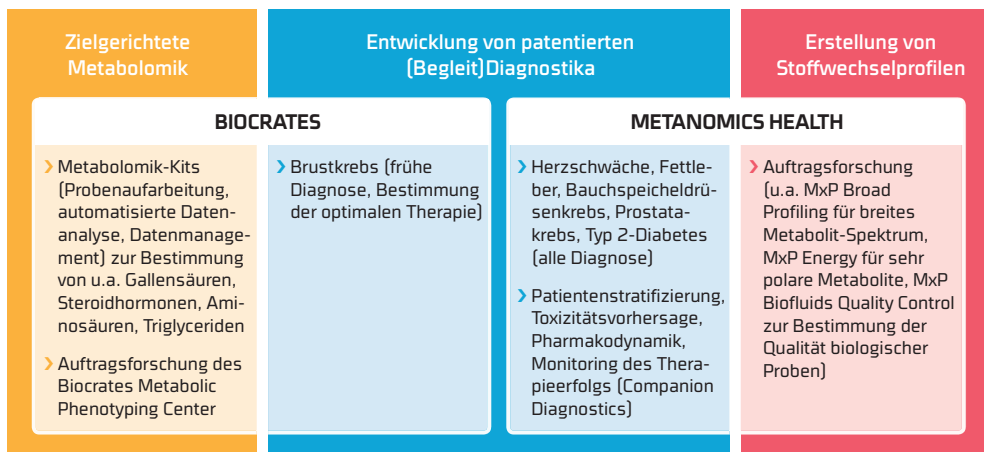 Zielgerichtete
Metabolomik
Entwicklung von patentierten
(Begleit)Diagnostika
Erstellung von
Stoffwechselprofilen
BIOCRATES
› Metabolomik-Kits
(Probenaufarbeitung,
automatisierte Daten-
analyse, Datenmanage-
ment) zur Bestimmung
von u.a. Gallensäuren,
Steroidhormonen, Ami-
nosäuren, Triglyceriden
› Auftragsforschung des
Biocrates Metabolic
Phenotyping Center
› Brustkrebs (frühe
Diagnose, Bestimmung
der optimalen Therapie)
METANOMICS HEALTH
› Herzschwäche, Fettle-
ber, Bauchspeicheldrü-
senkrebs, Prostata-
krebs, Typ 2-Diabetes
(alle Diagnose)
› Patientenstratifizierung,
Toxizitätsvorhersage,
Pharmakodynamik,
Monitoring des Thera-
pieerfolgs (Companion
Diagnostics)
› Auftragsforschung
(u.a. MxP Broad
Profiling für breites
Metabolit-Spektrum,
MxP Energy für sehr
polare Metabolite, MxP
Biofluids Quality Control
zur Bestimmung der
Qualität biologischer
Proben)